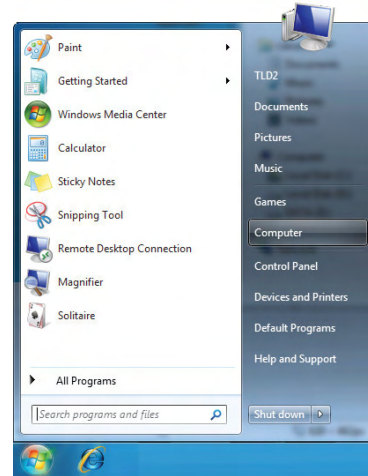 Paint
Getting Started
Windows Media Center
Calculator
Sticky Notes
Snipping Tool
Remote Desktop Connection
Magnifier
Solitaire
All Programs
Search programs and files
TLD2
Documents
Pictures
Music
Games
Computer
Control Panel
Devices and Printers
Default Programs
Help and Support
Shut down